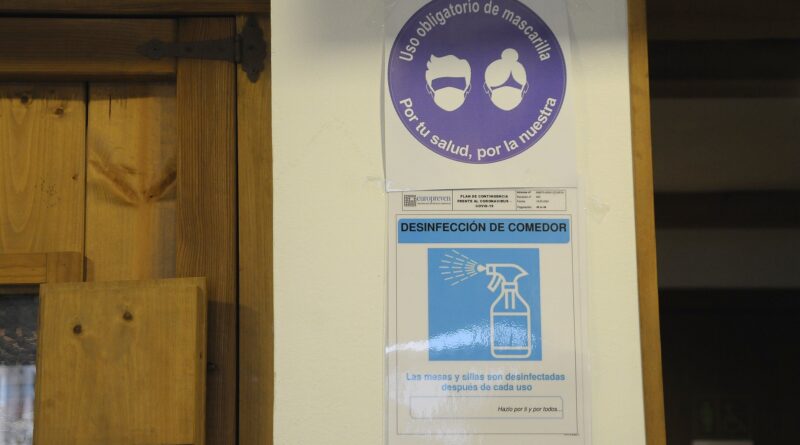 Uso obligatorio de mascarilla
Por tu salud, por la nuestra
europreven
PLAN DE CONTINGENCIA
FRENTE AL CORONAVIRUS -
COVID-19
DESINFECCIÓN DE COMEDOR
Las mesas y sillas son desinfectadas
después de cada uso
Hazlo por ti y por todos...